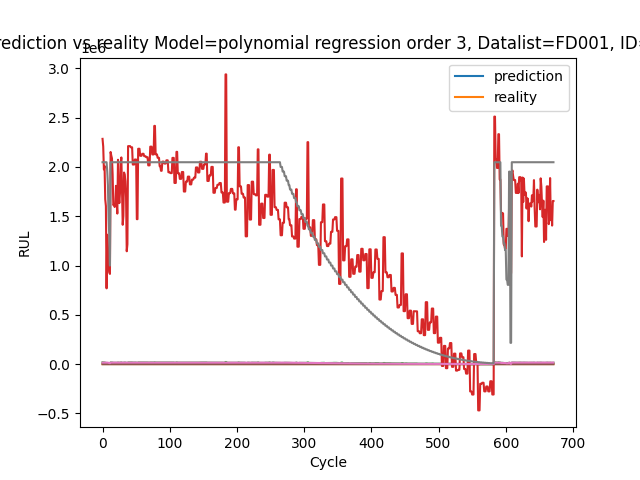 rediction vs reality Model=polynomial regression order 3, Datalist=FD001, ID=
1e6
3.0
2.5
2.0
1.5
1.0
0.5
0.0
−0.5
RUL
prediction
reality
0 100 200 300 400 500 600 700
Cycle